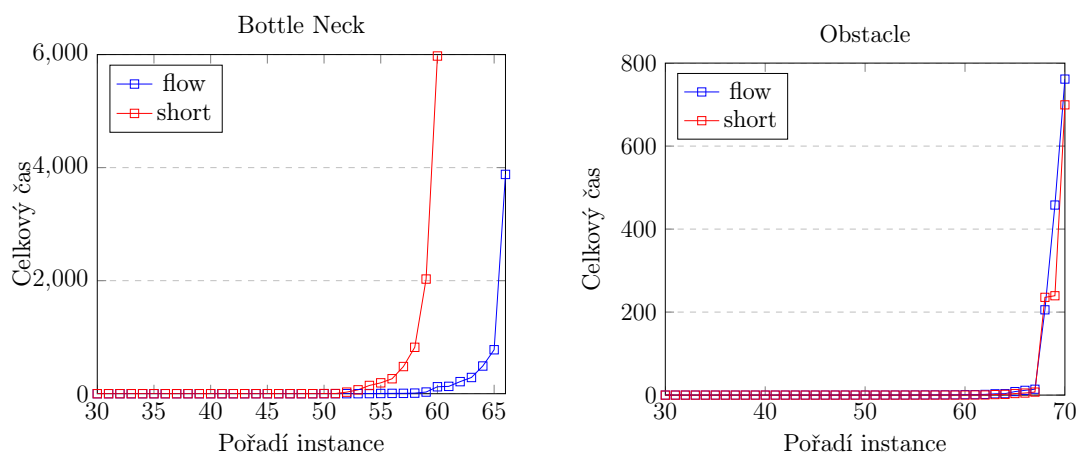 Bottle Neck
6,000
4,000
2,000
0
Celkový čas
flow
short
30 35 40 45 50 55 60 65
Pořadí instance
Obstacle
800
600
400
200
0
Celkový čas
flow
short
30 40 50 60 70
Pořadí instance